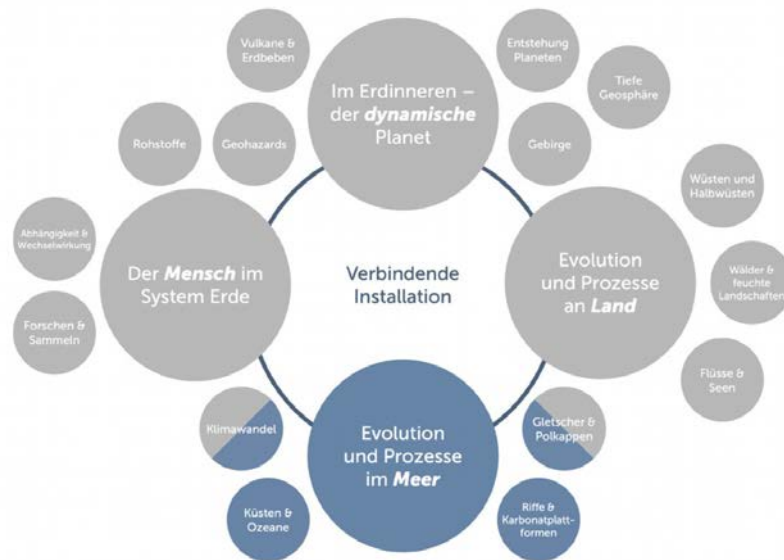 Vulkane &
Erdbeben
Im Erdinneren –
der dynamische
Planet
Entstehung
Planeten
Tiefe
Geosphäre
Rohstoffe
Geohazards
Gebirge
Wüsten und
Halbwüsten
Abhängigkeit &
Wechselwirkung
Der Mensch im
System Erde
Verbindende
Installation
Evolution
und Prozesse
an Land
Wälder &
feuchte
Landschaften
Forschen &
Sammeln
Flüsse &
Seen
Klimawandel
Evolution
und Prozesse
im Meer
Gletscher &
Polkappen
Küsten &
Ozeane
Riffe &
Karbonatplatt-
formen